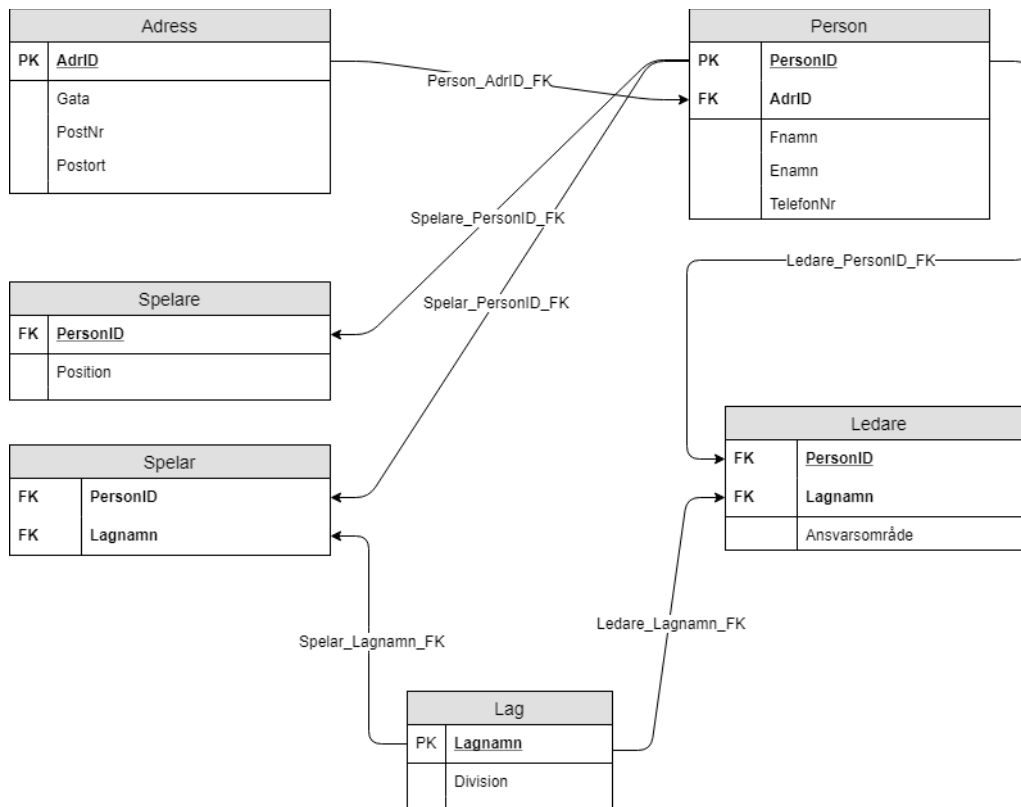 Adress
PK AdrID
Gata
PostNr
Postort
Person_AdrID_FK
Person
PK PersonID
FK AdrID
Fnamn
Enamn
TelefonNr
Spelare_PersonID_FK
Ledare_PersonID_FK
Spelar_PersonID_FK
Spelare
FK PersonID
Position
Spelar
FK PersonID
FK Lagnamn
Ledare
FK PersonID
FK Lagnamn
Ansvarsområde
Spelar_Lagnamn_FK
Ledare_Lagnamn_FK
Lag
PK Lagnamn
Division